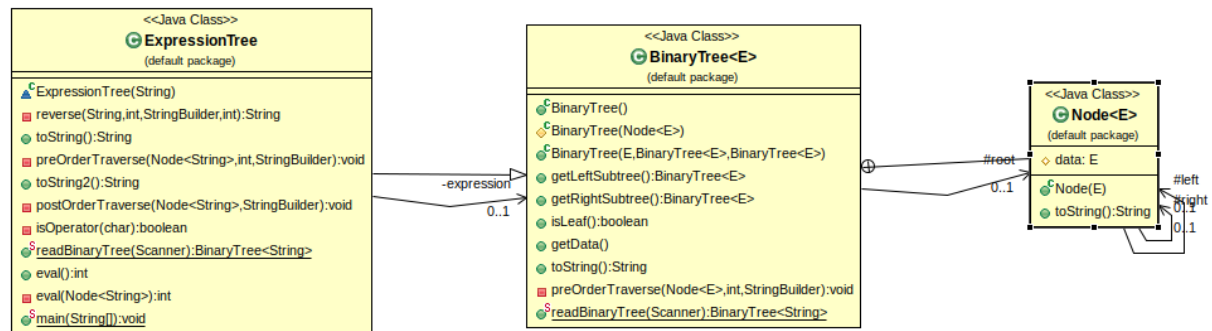 <<Java Class>>
ExpressionTree
(default package)
ExpressionTree(String)
reverse(String,int,StringBuilder,int):String
toString():String
preOrderTraverse(Node<String>,int,StringBuilder):void
toString2():String
postOrderTraverse(Node<String>,StringBuilder):void
isOperator(char):boolean
readBinaryTree(Scanner):BinaryTree<String>
eval():int
eval(Node<String>):int
main(String[]):void
-expression
0..1
<<Java Class>>
BinaryTree<E>
(default package)
BinaryTree()
BinaryTree(Node<E>)
BinaryTree(E,BinaryTree<E>,BinaryTree<E>)
getLeftSubtree():BinaryTree<E>
getRightSubtree():BinaryTree<E>
isLeaf():boolean
getData()
toString():String
preOrderTraverse(Node<E>,int,StringBuilder):void
readBinaryTree(Scanner):BinaryTree<String>
#root
0..1
<<Java Class>>
Node<E>
(default package)
data: E
Node(E)
toString():String
#left
#right
0..1
0..1